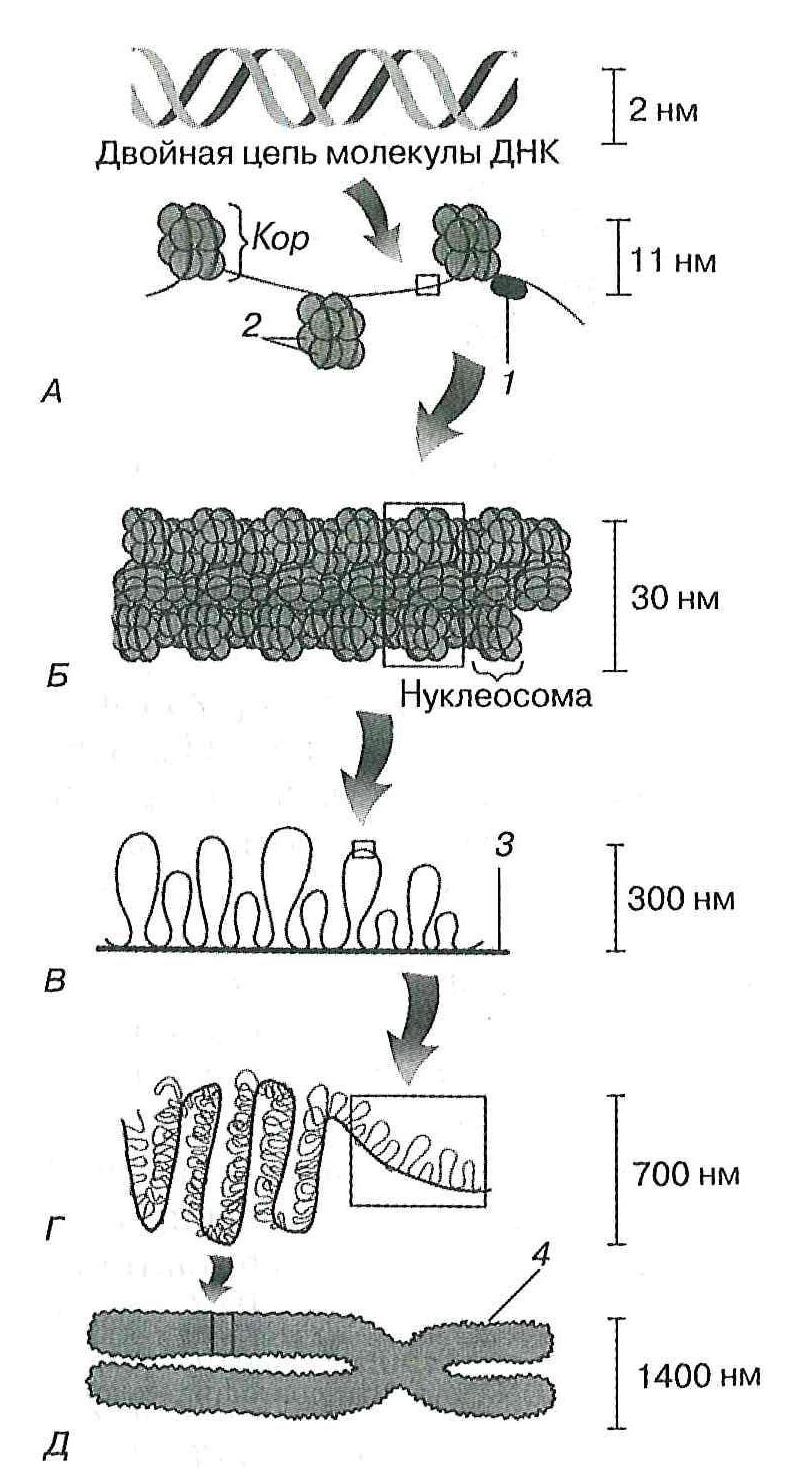 2 нм
Двойная цепь молекулы ДНК
Кор
11 нм
2
1
А
30 нм
Б
Нуклеосома
3
300 нм
В
700 нм
Г
4
1400 нм
Д